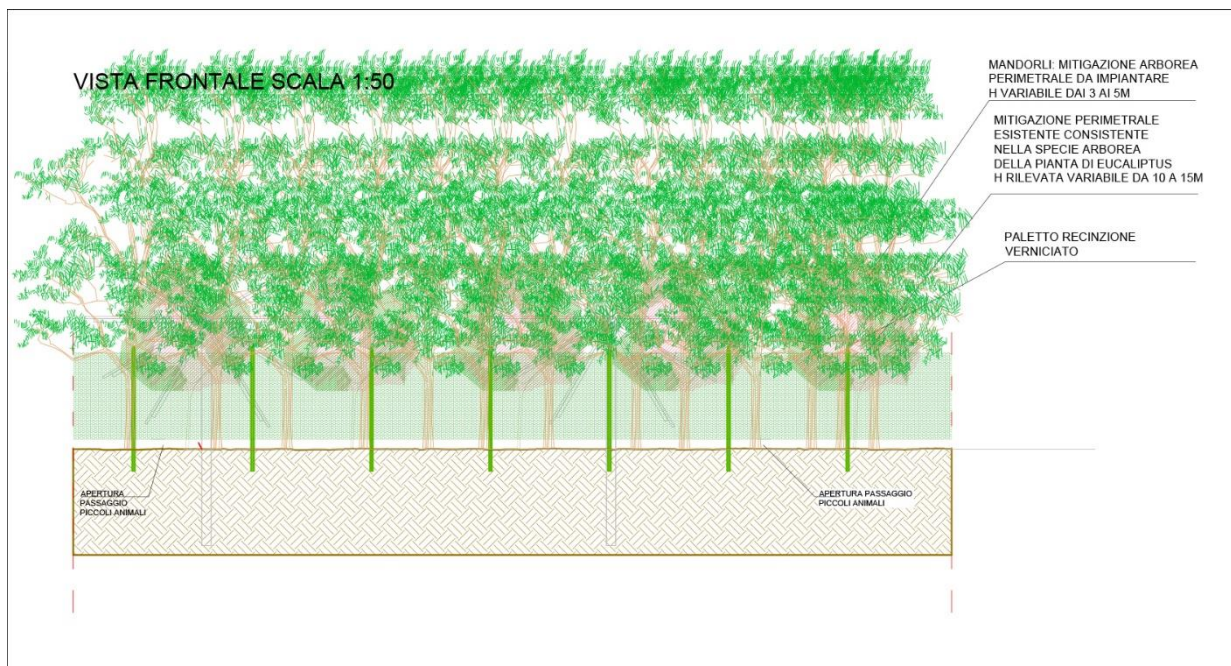 VISTA FRONTALE SCALA 1:50
MANDORLI: MITIGAZIONE ARBOREA
PERIMETRALE DA IMPIANTARE
H VARIABILE DAI 3 AI 5M
MITIGAZIONE PERIMETRALE
ESISTENTE CONSISTENTE
NELLA SPECIE ARBOREA
DELLA PIANTA DI EUCALIPTUS
H RILEVATA VARIABILE DA 10 A 15M
PALETTO RECINZIONE
VERNICIATO
APERTURA
PASSAGGIO
PICCOLI ANIMALI
APERTURA PASSAGGIO
PICCOLI ANIMALI